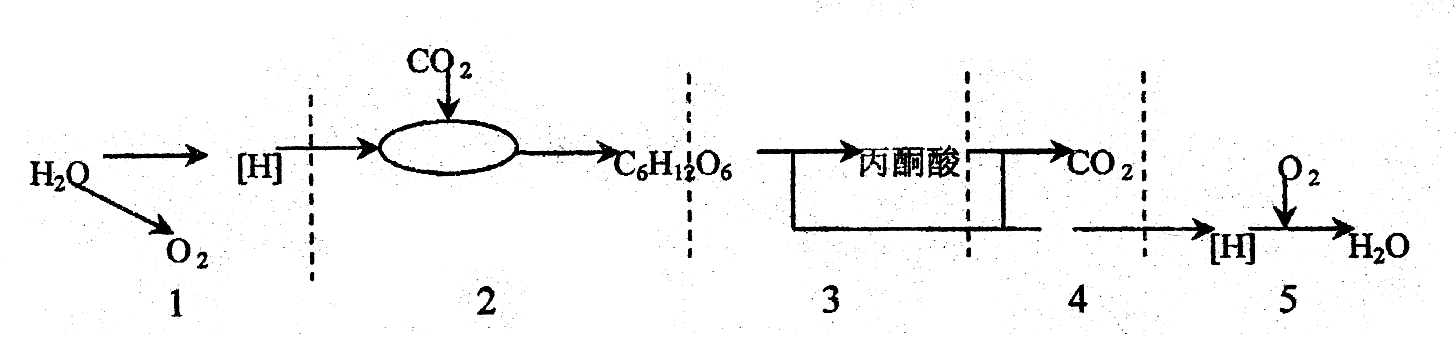 CO₂
H₂O [H] C₆H₁₂O₆ 丙酮酸 CO₂ O₂
O₂ [H] H₂O
1 2 3 4 5